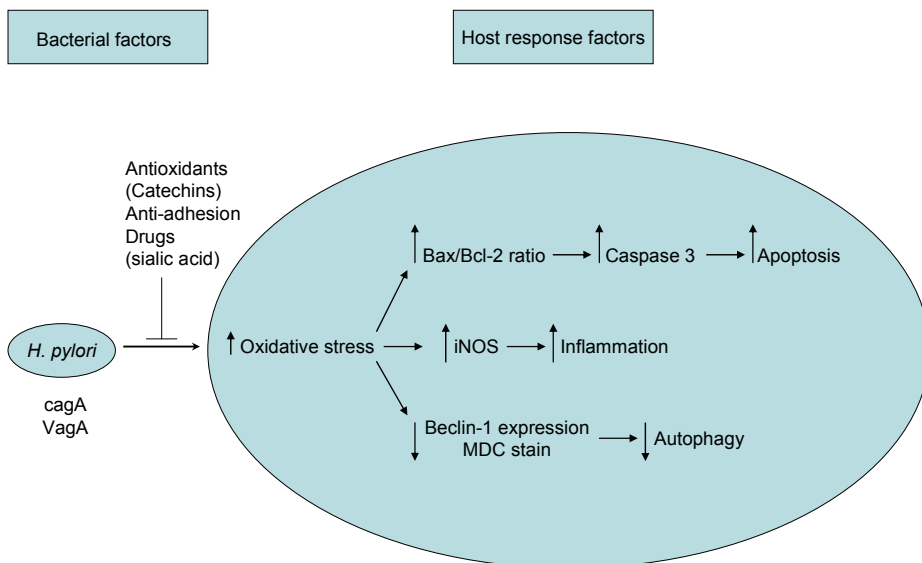 Bacterial factors
Host response factors
Antioxidants
(Catechins)
Anti-adhesion
Drugs
(sialic acid)
Bax/Bcl-2 ratio
Caspase 3
Apoptosis
H. pylori
Oxidative stress
iNOS
Inflammation
cagA
VagA
Beclin-1 expression
MDC stain
Autophagy